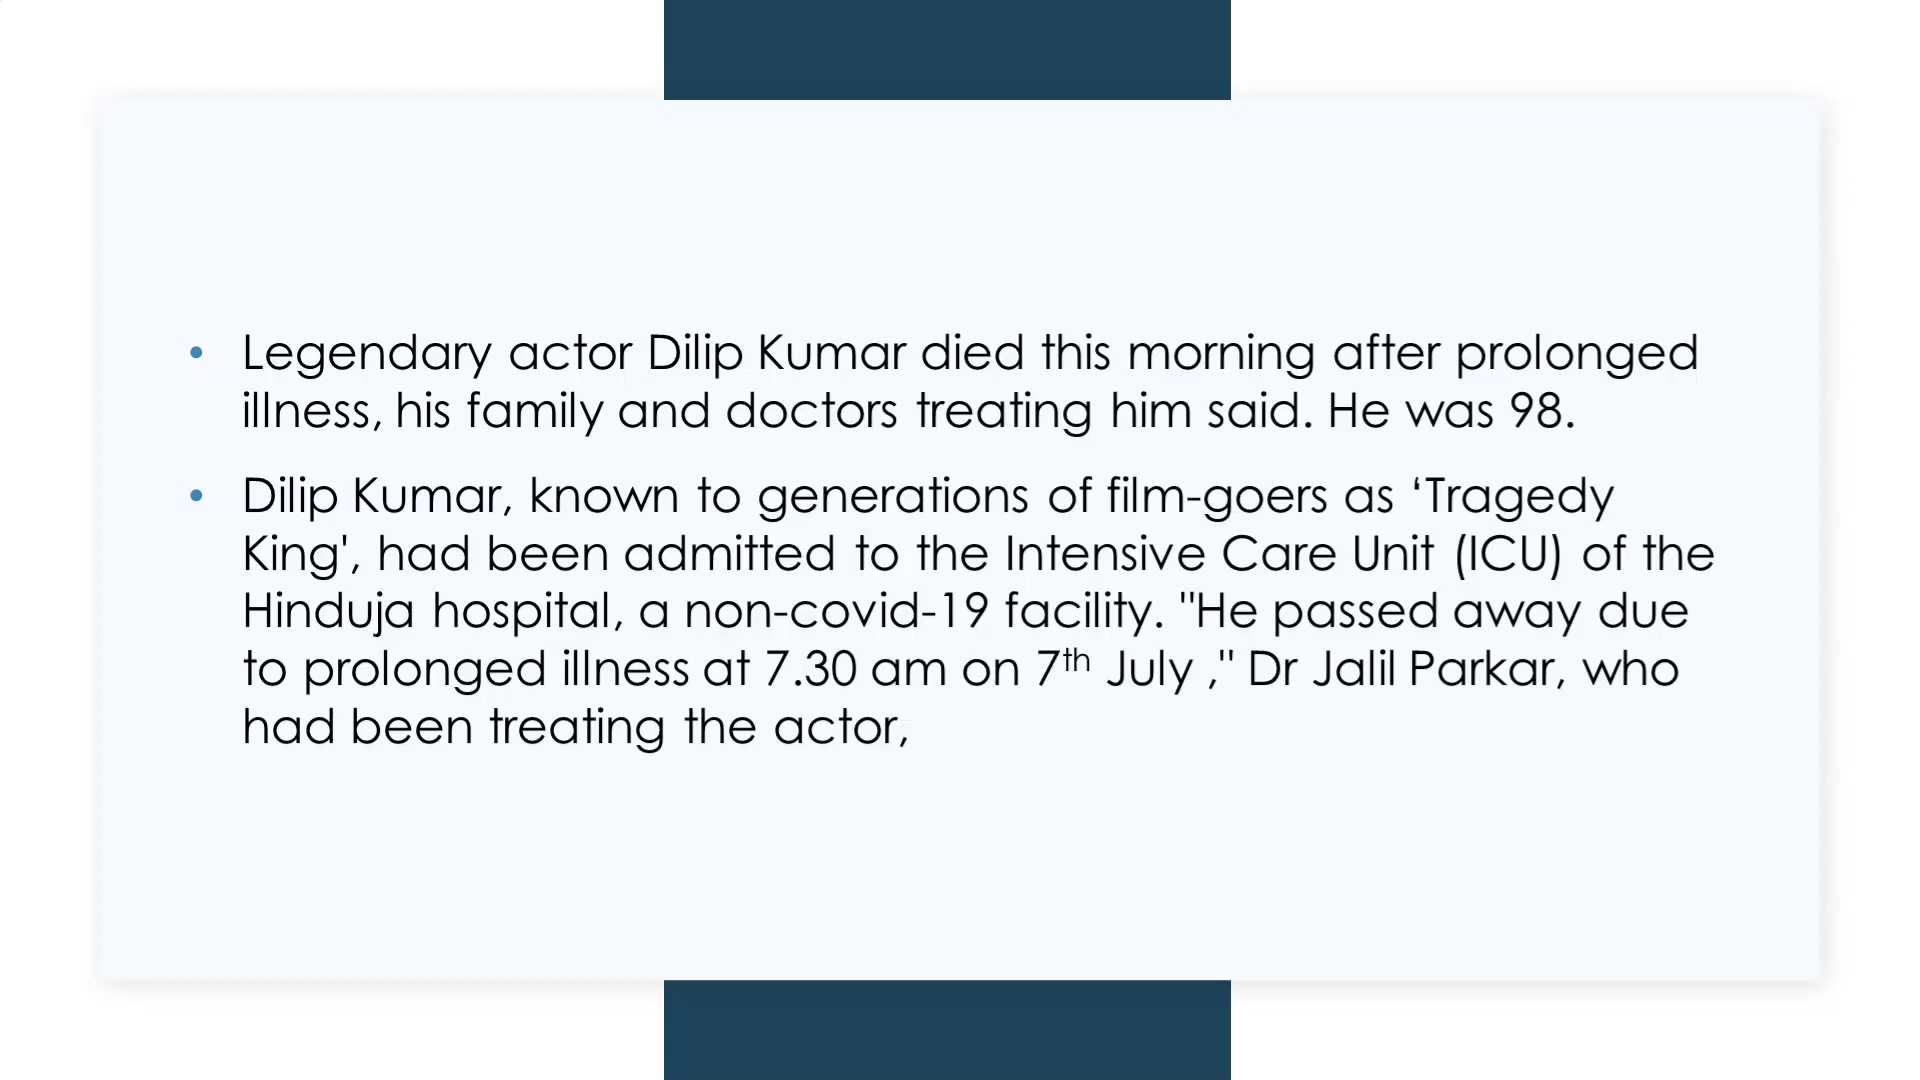 • Legendary actor Dilip Kumar died this morning after prolonged
illness, his family and doctors treating him said. He was 98.
• Dilip Kumar, known to generations of film-goers as ‘Tragedy
King', had been admitted to the Intensive Care Unit (ICU) of the
Hinduja hospital, a non-covid-19 facility. "He passed away due
to prolonged illness at 7.30 am on 7th July ," Dr Jalil Parkar, who
had been treating the actor,